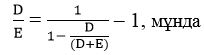 D/E = 1/(1 − D/(D+E)) − 1, мұнда